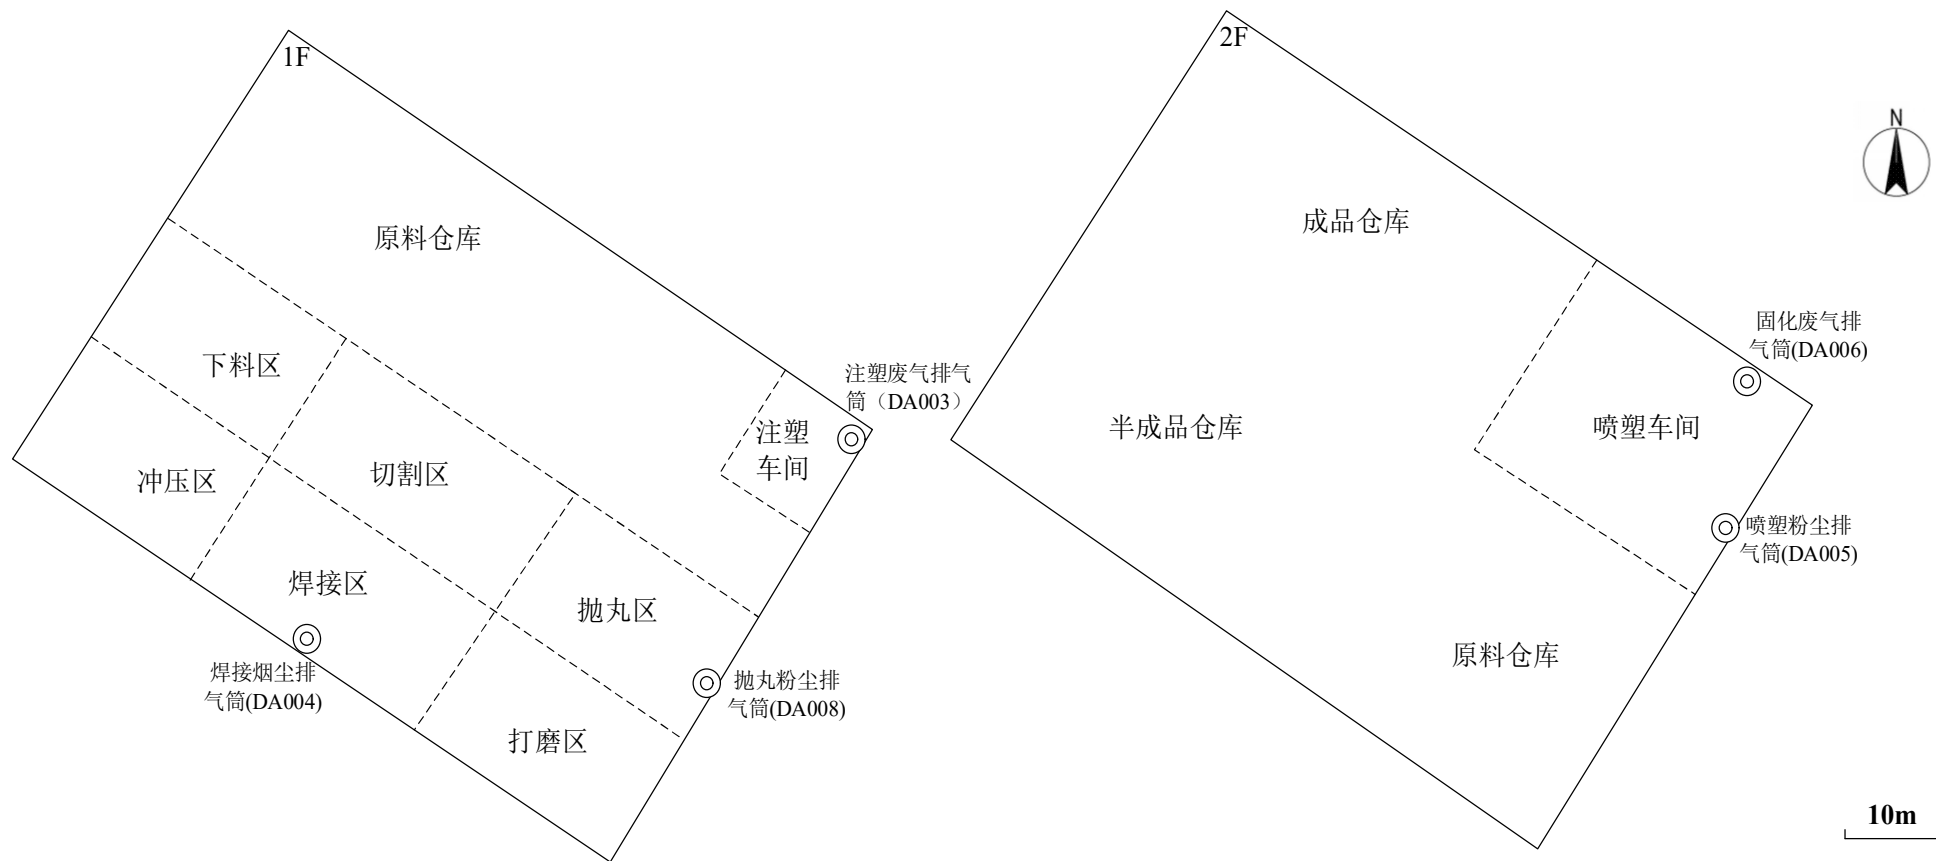 1F
原料仓库
下料区
冲压区
切割区
焊接区
焊接烟尘排
气筒(DA004)
抛丸区
打磨区
抛丸粉尘排
气筒(DA008)
注塑
车间
注塑废气排气
筒（DA003）
2F
成品仓库
半成品仓库
喷塑车间
原料仓库
固化废气排
气筒(DA006)
喷塑粉尘排
气筒(DA005)
N
10m